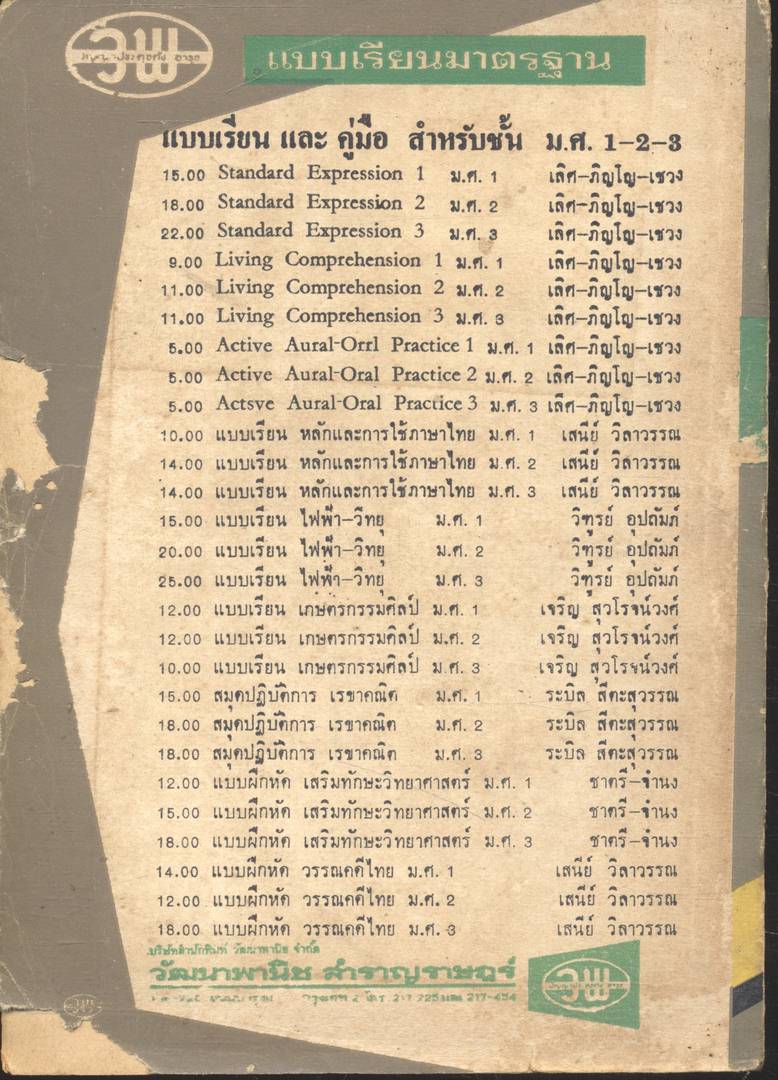 วพ
แบบเรียนมาตรฐาน
แบบเรียน และ คู่มือ สำหรับชั้น ม.ศ. 1-2-3
15.00 Standard Expression 1 ม.ศ. 1 เลิศ-ภิญโญ-เชวง
18.00 Standard Expression 2 ม.ศ. 2 เลิศ-ภิญโญ-เชวง
22.00 Standard Expression 3 ม.ศ. 3 เลิศ-ภิญโญ-เชวง
9.00 Living Comprehension 1 ม.ศ. 1 เลิศ-ภิญโญ-เชวง
11.00 Living Comprehension 2 ม.ศ. 2 เลิศ-ภิญโญ-เชวง
11.00 Living Comprehension 3 ม.ศ. 3 เลิศ-ภิญโญ-เชวง
5.00 Active Aural-Orrl Practice 1 ม.ศ. 1 เลิศ-ภิญโญ-เชวง
5.00 Active Aural-Oral Practice 2 ม.ศ. 2 เลิศ-ภิญโญ-เชวง
5.00 Actsve Aural-Oral Practice 3 ม.ศ. 3 เลิศ-ภิญโญ-เชวง
10.00 แบบเรียน หลักและการใช้ภาษาไทย ม.ศ. 1 เสนีย์ วิลาวรรณ
14.00 แบบเรียน หลักและการใช้ภาษาไทย ม.ศ. 2 เสนีย์ วิลาวรรณ
14.00 แบบเรียน หลักและการใช้ภาษาไทย ม.ศ. 3 เสนีย์ วิลาวรรณ
15.00 แบบเรียน ไฟฟ้า-วิทยุ ม.ศ. 1 วิฑูรย์ อุปถัมภ์
20.00 แบบเรียน ไฟฟ้า-วิทยุ ม.ศ. 2 วิฑูรย์ อุปถัมภ์
25.00 แบบเรียน ไฟฟ้า-วิทยุ ม.ศ. 3 วิฑูรย์ อุปถัมภ์
12.00 แบบเรียน เกษตรกรรมศิลป์ ม.ศ. 1 เจริญ สุวโรจน์วงศ์
12.00 แบบเรียน เกษตรกรรมศิลป์ ม.ศ. 2 เจริญ สุวโรจน์วงศ์
10.00 แบบเรียน เกษตรกรรมศิลป์ ม.ศ. 3 เจริญ สุวโรจน์วงศ์
15.00 สมุดปฏิบัติการ เรขาคณิต ม.ศ. 1 ระบิล สีตะสุวรรณ
18.00 สมุดปฏิบัติการ เรขาคณิต ม.ศ. 2 ระบิล สีตะสุวรรณ
18.00 สมุดปฏิบัติการ เรขาคณิต ม.ศ. 3 ระบิล สีตะสุวรรณ
12.00 แบบฝึกหัด เสริมทักษะวิทยาศาสตร์ ม.ศ. 1 ชาตรี-จำนง
15.00 แบบฝึกหัด เสริมทักษะวิทยาศาสตร์ ม.ศ. 2 ชาตรี-จำนง
18.00 แบบฝึกหัด เสริมทักษะวิทยาศาสตร์ ม.ศ. 3 ชาตรี-จำนง
14.00 แบบฝึกหัด วรรณคดีไทย ม.ศ. 1 เสนีย์ วิลาวรรณ
12.00 แบบฝึกหัด วรรณคดีไทย ม.ศ. 2 เสนีย์ วิลาวรรณ
18.00 แบบฝึกหัด วรรณคดีไทย ม.ศ. 3 เสนีย์ วิลาวรรณ
บริษัทสำนักพิมพ์ วัฒนาพานิช จำกัด
วัฒนาพานิช สำราญราษฎร์
โทร. 217-454
วพ